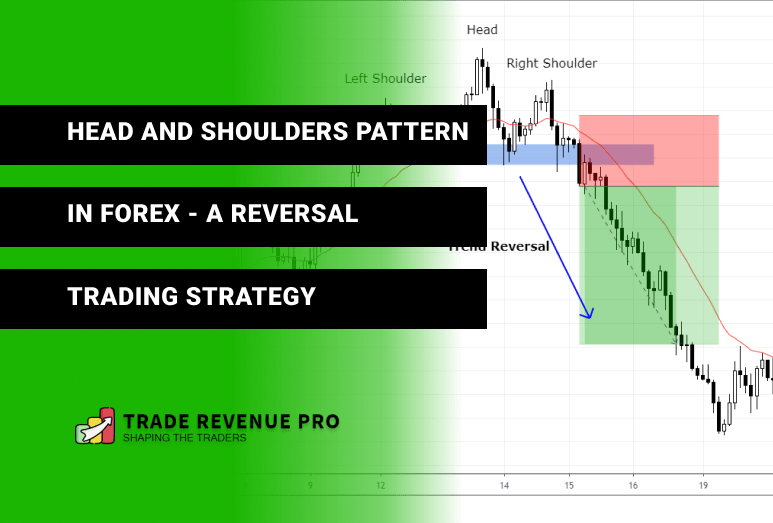 Head
Right Shoulder
Left Shoulder
HEAD AND SHOULDERS PATTERN
IN FOREX - A REVERSAL
Trend Reversal
TRADING STRATEGY
TRADE REVENUE PRO
SHAPING THE TRADERS
9 12 14 15 16 19